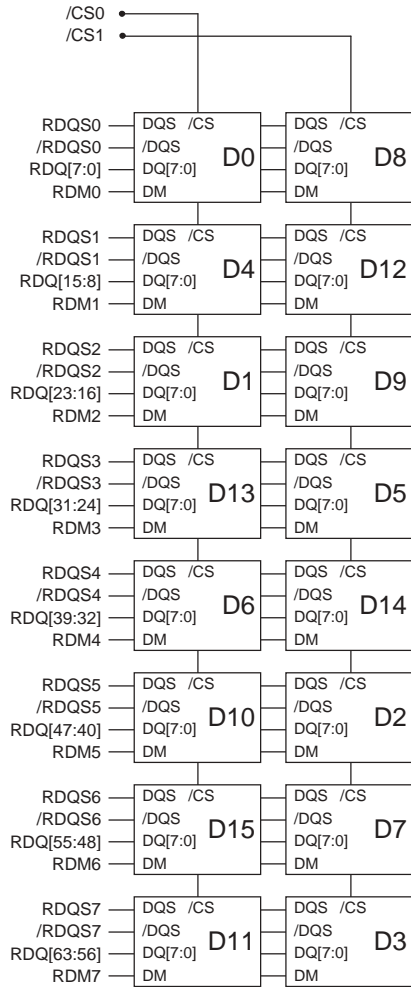 /CS0
/CS1
RDQS0 DQS /CS D0 DQS /CS D8
/RDQS0 /DQS /DQS
RDQ[7:0] DQ[7:0] DQ[7:0]
RDM0 DM DM
RDQS1 DQS /CS D4 DQS /CS D12
/RDQS1 /DQS /DQS
RDQ[15:8] DQ[7:0] DQ[7:0]
RDM1 DM DM
RDQS2 DQS /CS D1 DQS /CS D9
/RDQS2 /DQS /DQS
RDQ[23:16] DQ[7:0] DQ[7:0]
RDM2 DM DM
RDQS3 DQS /CS D13 DQS /CS D5
/RDQS3 /DQS /DQS
RDQ[31:24] DQ[7:0] DQ[7:0]
RDM3 DM DM
RDQS4 DQS /CS D6 DQS /CS D14
/RDQS4 /DQS /DQS
RDQ[39:32] DQ[7:0] DQ[7:0]
RDM4 DM DM
RDQS5 DQS /CS D10 DQS /CS D2
/RDQS5 /DQS /DQS
RDQ[47:40] DQ[7:0] DQ[7:0]
RDM5 DM DM
RDQS6 DQS /CS D15 DQS /CS D7
/RDQS6 /DQS /DQS
RDQ[55:48] DQ[7:0] DQ[7:0]
RDM6 DM DM
RDQS7 DQS /CS D11 DQS /CS D3
/RDQS7 /DQS /DQS
RDQ[63:56] DQ[7:0] DQ[7:0]
RDM7 DM DM